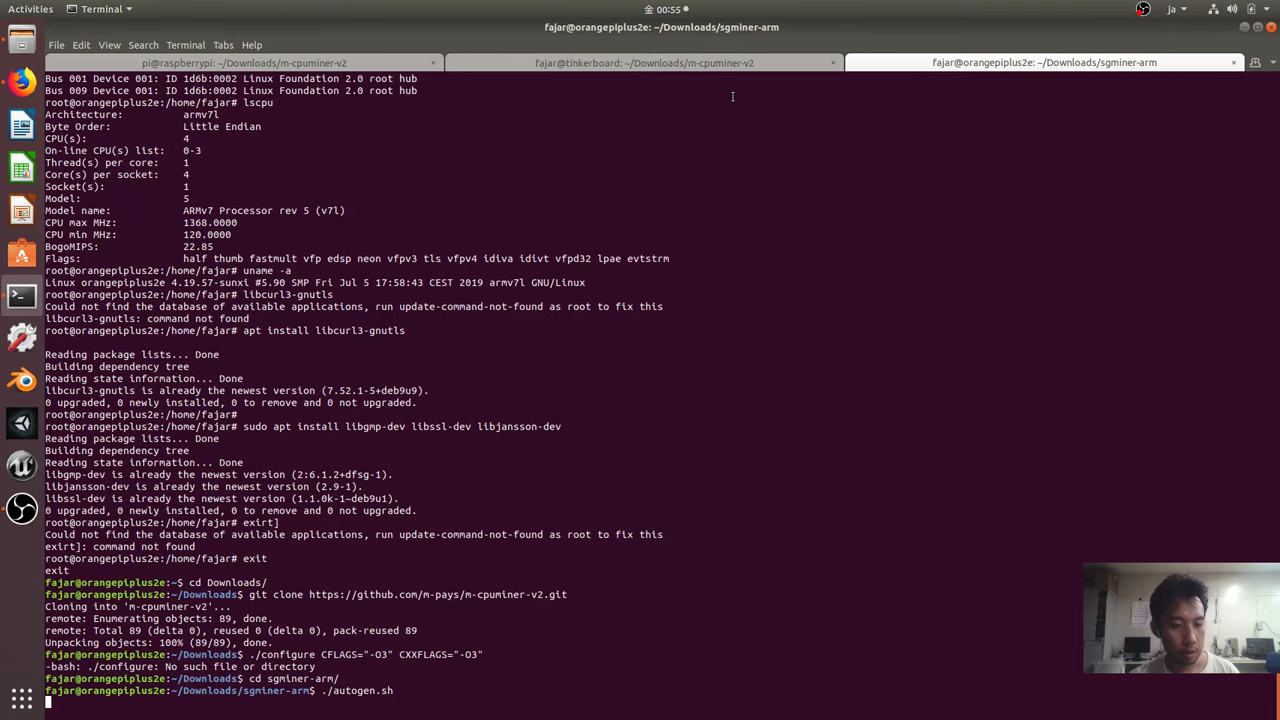 Activities
Terminal
金 00:55
ja
fajar@orangepiplus2e: ~/Downloads/sgminer-arm
File Edit View Search Terminal Tabs Help
pi@raspberrypi: ~/Downloads/m-cpuminer-v2 ×
fajar@tinkerboard: ~/Downloads/m-cpuminer-v2 ×
fajar@orangepiplus2e: ~/Downloads/sgminer-arm ×
Bus 001 Device 001: ID 1d6b:0002 Linux Foundation 2.0 root hub
Bus 009 Device 001: ID 1d6b:0002 Linux Foundation 2.0 root hub
root@orangepiplus2e:/home/fajar# lscpu
Architecture: armv7l
Byte Order: Little Endian
CPU(s): 4
On-line CPU(s) list: 0-3
Thread(s) per core: 1
Core(s) per socket: 4
Socket(s): 1
Model: 5
Model name: ARMv7 Processor rev 5 (v7l)
CPU max MHz: 1368.0000
CPU min MHz: 120.0000
BogoMIPS: 22.85
Flags: half thumb fastmult vfp edsp neon vfpv3 tls vfpv4 idiva idivt vfpd32 lpae evtstrm
root@orangepiplus2e:/home/fajar# uname -a
Linux orangepiplus2e 4.19.57-sunxi #5.90 SMP Fri Jul 5 17:58:43 CEST 2019 armv7l GNU/Linux
root@orangepiplus2e:/home/fajar# libcurl3-gnutls
Could not find the database of available applications, run update-command-not-found as root to fix this
libcurl3-gnutls: command not found
root@orangepiplus2e:/home/fajar# apt install libcurl3-gnutls
Reading package lists... Done
Building dependency tree
Reading state information... Done
libcurl3-gnutls is already the newest version (7.52.1-5+deb9u9).
0 upgraded, 0 newly installed, 0 to remove and 0 not upgraded.
root@orangepiplus2e:/home/fajar#
root@orangepiplus2e:/home/fajar# sudo apt install libgmp-dev libssl-dev libjansson-dev
Reading package lists... Done
Building dependency tree
Reading state information... Done
libgmp-dev is already the newest version (2:6.1.2+dfsg-1).
libjansson-dev is already the newest version (2.9-1).
libssl-dev is already the newest version (1.1.0k-1~deb9u1).
0 upgraded, 0 newly installed, 0 to remove and 0 not upgraded.
root@orangepiplus2e:/home/fajar# exirt]
Could not find the database of available applications, run update-command-not-found as root to fix this
exirt]: command not found
root@orangepiplus2e:/home/fajar# exit
exit
fajar@orangepiplus2e:~$ cd Downloads/
fajar@orangepiplus2e:~/Downloads$ git clone https://github.com/m-pays/m-cpuminer-v2.git
Cloning into 'm-cpuminer-v2'...
remote: Enumerating objects: 89, done.
remote: Total 89 (delta 0), reused 0 (delta 0), pack-reused 89
Unpacking objects: 100% (89/89), done.
fajar@orangepiplus2e:~/Downloads$ ./configure CFLAGS="-O3" CXXFLAGS="-O3"
-bash: ./configure: No such file or directory
fajar@orangepiplus2e:~/Downloads$ cd sgminer-arm/
fajar@orangepiplus2e:~/Downloads/sgminer-arm$ ./autogen.sh